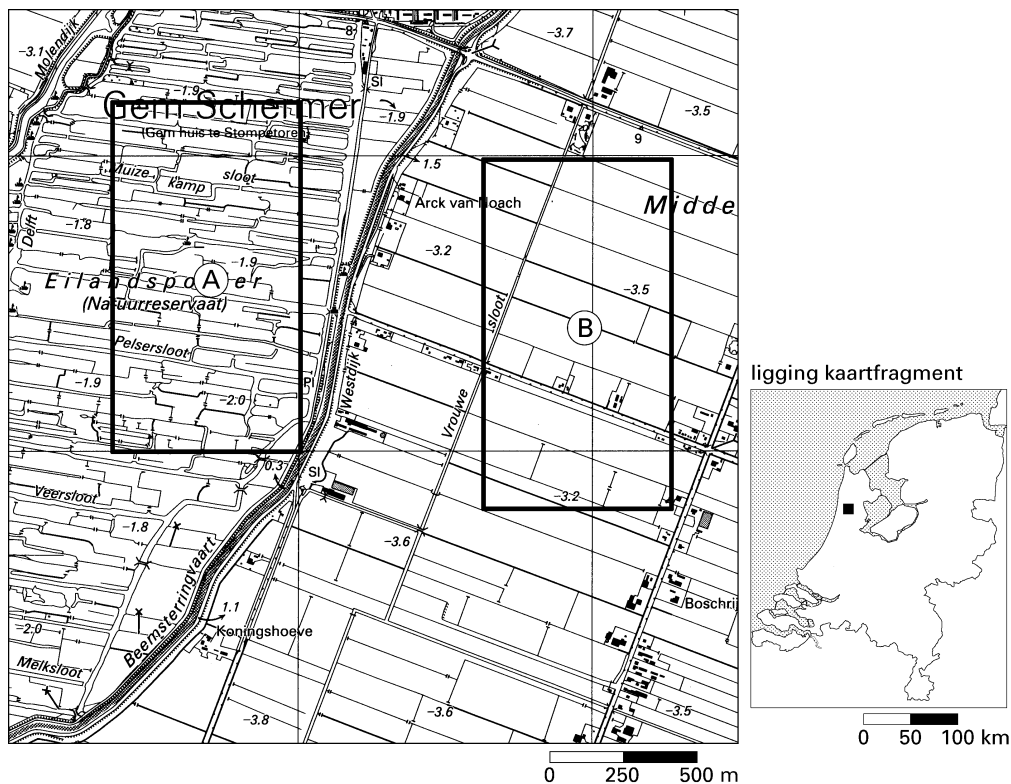 8
-3.7
-3.1
Molendijk
Sl
-1.9
Gem Schermer
-1.9
-3.5
(Gem huis te Stompetoren)
9
1.5
Muize
kamp
sloot
Arck van Noach
Midde
-1.8
Delft
-3.2
-1.9
A
Eilandspolder
-3.5
(Natuurreservaat)
sloot
B
Pelsersloot
-1.9
Pl
Westdijk
-2.0
Vrouwe
ligging kaartfragment
0.3
Sl
Veersloot
-3.2
-1.8
-3.6
Beemsterringvaart
1.1
Boschrij
-2.0
Koningshoeve
Melksloot
-3.8
-3.6
-3.5
0 50 100 km
0 250 500 m